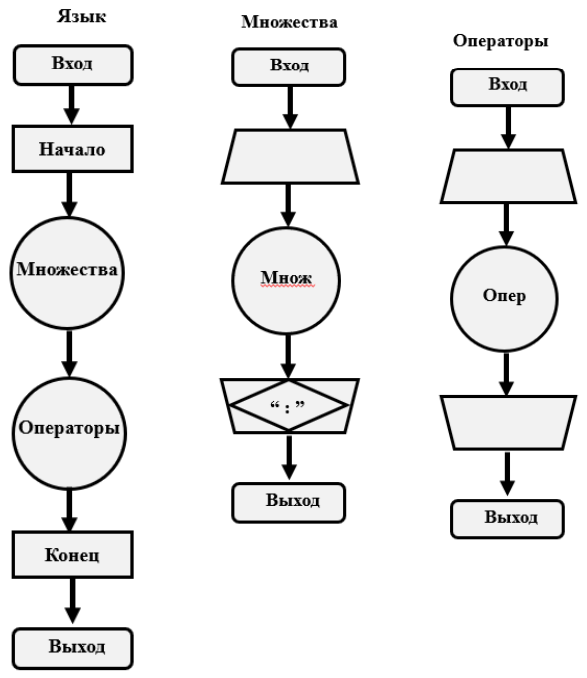 Язык
Вход
Начало
Множества
Операторы
Конец
Выход
Множества
Вход
Множ
“ : ”
Выход
Операторы
Вход
Опер
Выход